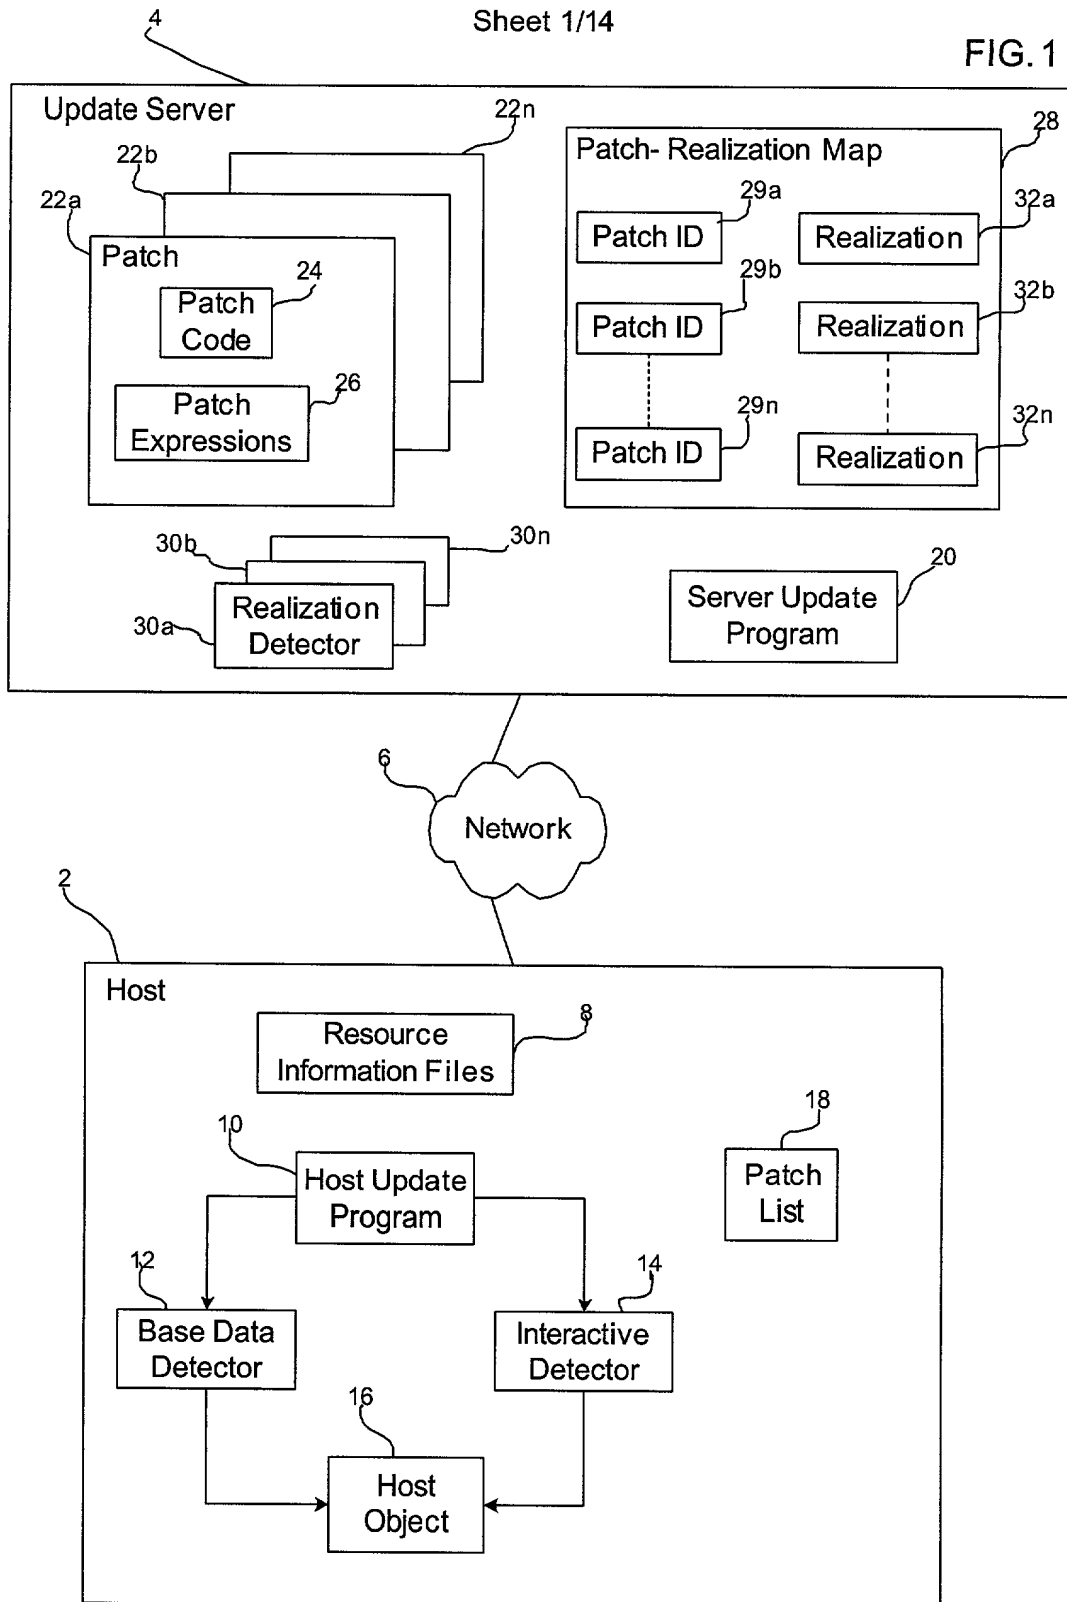 Sheet 1/14
FIG. 1
4
Update Server
22n
22b
22a
Patch
24
Patch
Code
26
Patch
Expressions
28
Patch- Realization Map
29a
32a
Patch ID
Realization
29b
32b
Patch ID
Realization
29n
32n
Patch ID
Realization
30n
30b
30a
Realization
Detector
20
Server Update
Program
6
Network
2
Host
8
Resource
Information Files
10
Host Update
Program
18
Patch
List
12
Base Data
Detector
14
Interactive
Detector
16
Host
Object